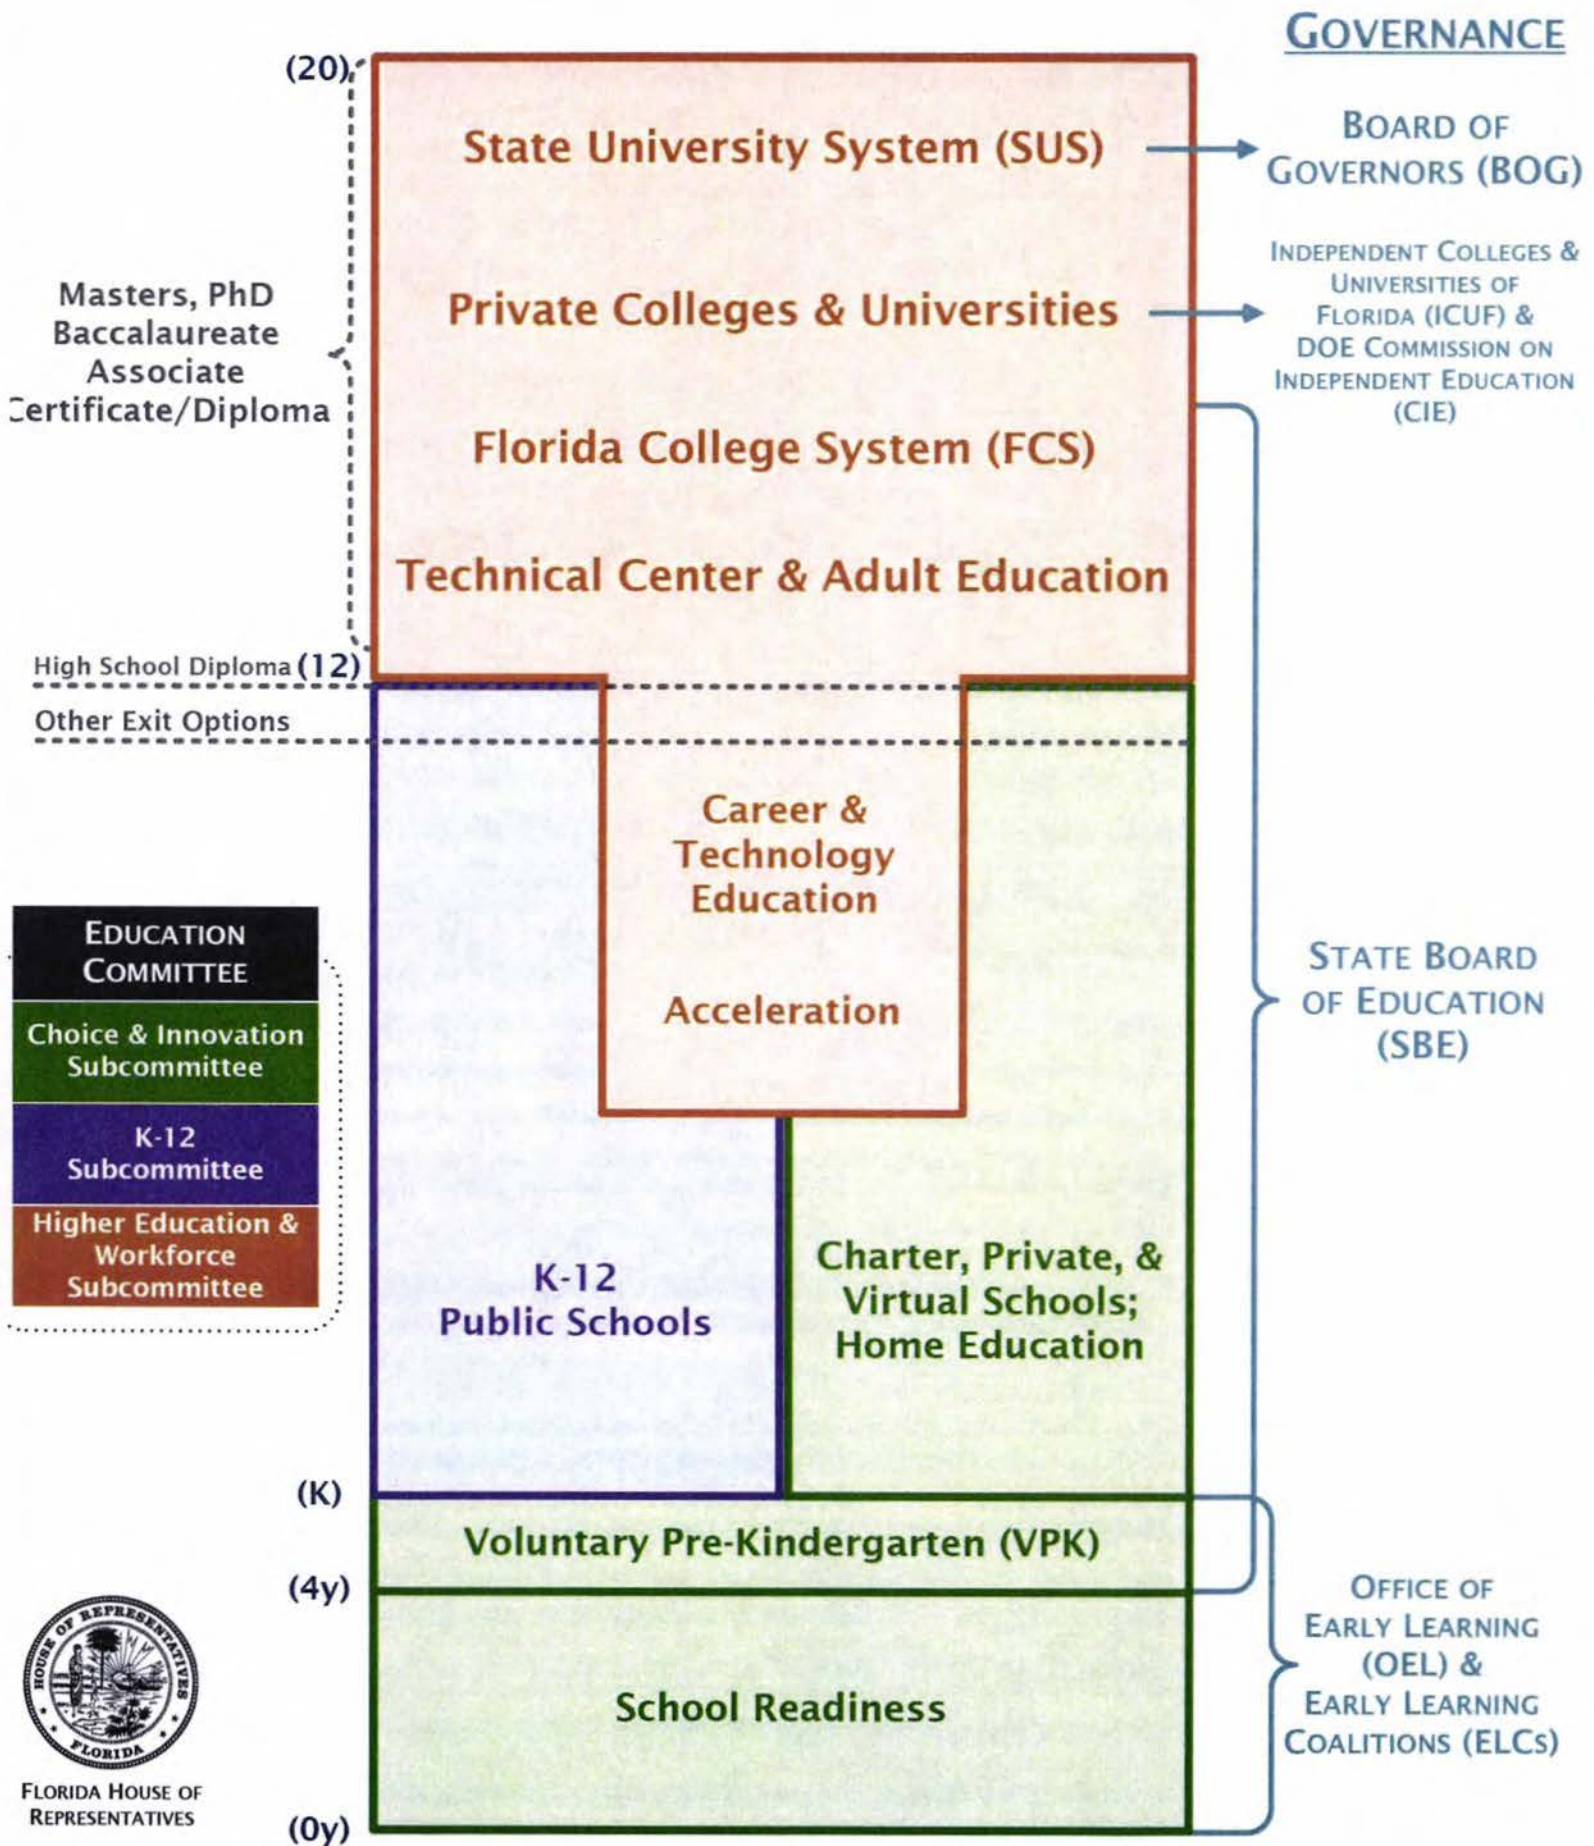 GOVERNANCE
(20)
State University System (SUS)
BOARD OF
GOVERNORS (BOG)
Masters, PhD
Baccalaureate
Associate
Certificate/Diploma
Private Colleges & Universities
INDEPENDENT COLLEGES &
UNIVERSITIES OF
FLORIDA (ICUF) &
DOE COMMISSION ON
INDEPENDENT EDUCATION
(CIE)
Florida College System (FCS)
Technical Center & Adult Education
High School Diploma (12)
Other Exit Options
Career &
Technology
Education
Acceleration
EDUCATION
COMMITTEE
Choice & Innovation
Subcommittee
K-12
Subcommittee
Higher Education &
Workforce
Subcommittee
STATE BOARD
OF EDUCATION
(SBE)
K-12
Public Schools
Charter, Private, &
Virtual Schools;
Home Education
(K)
Voluntary Pre-Kindergarten (VPK)
(4y)
School Readiness
OFFICE OF
EARLY LEARNING
(OEL) &
EARLY LEARNING
COALITIONS (ELCs)
HOUSE OF REPRESENTATIVES
FLORIDA
FLORIDA HOUSE OF
REPRESENTATIVES
(0y)